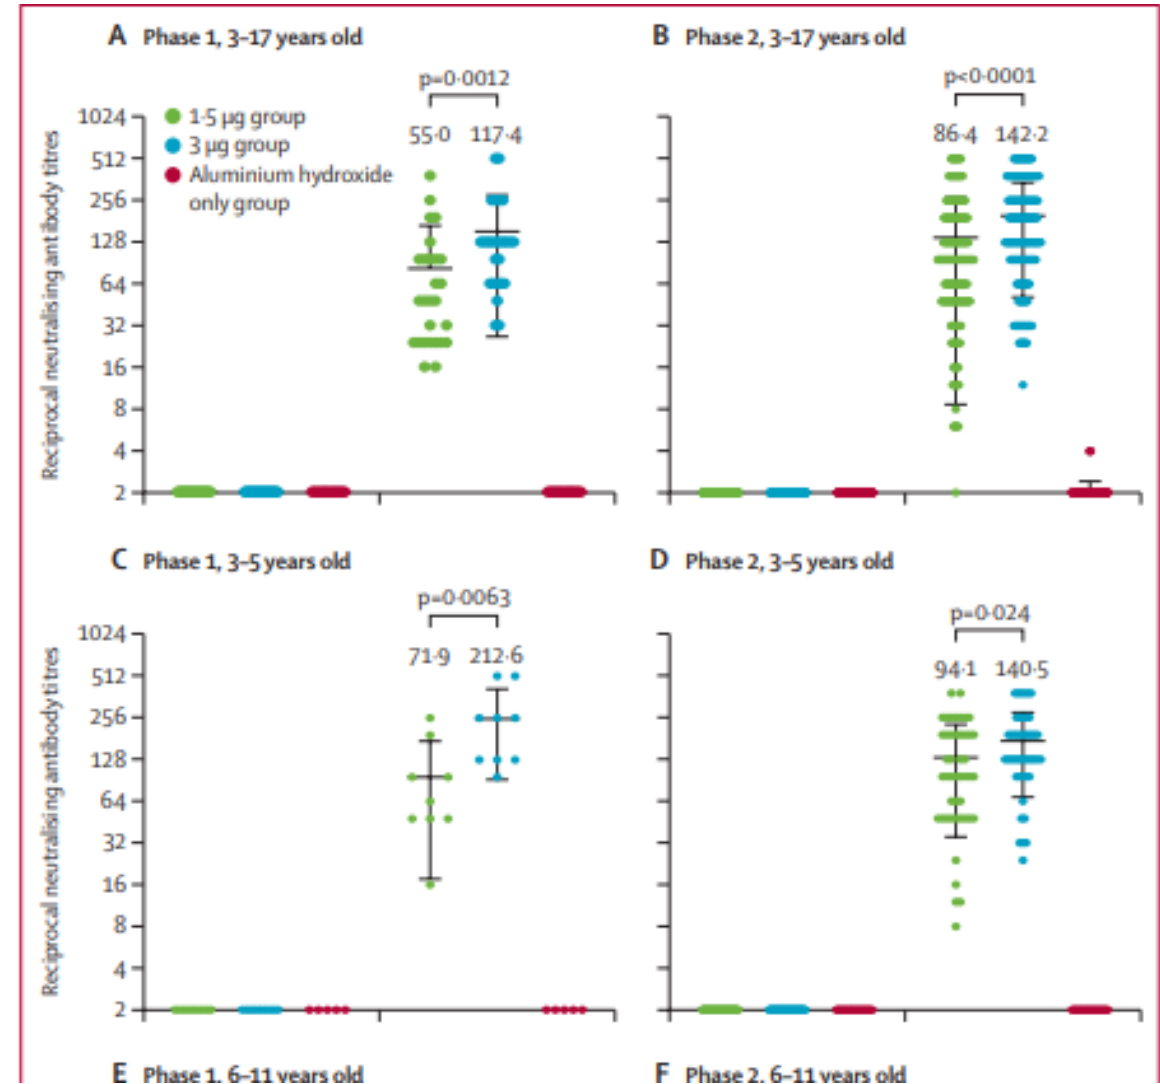 A Phase 1, 3–17 years old
p=0·0012
55·0 117·4
1·5 µg group
3 µg group
Aluminium hydroxide
only group
Reciprocal neutralising antibody titres
1024
512
256
128
64
32
16
8
4
2
B Phase 2, 3–17 years old
p<0·0001
86·4 142·2
C Phase 1, 3–5 years old
p=0·0063
71·9 212·6
Reciprocal neutralising antibody titres
1024
512
256
128
64
32
16
8
4
2
D Phase 2, 3–5 years old
p=0·024
94·1 140·5
E Phase 1, 6–11 years old
F Phase 2, 6–11 years old